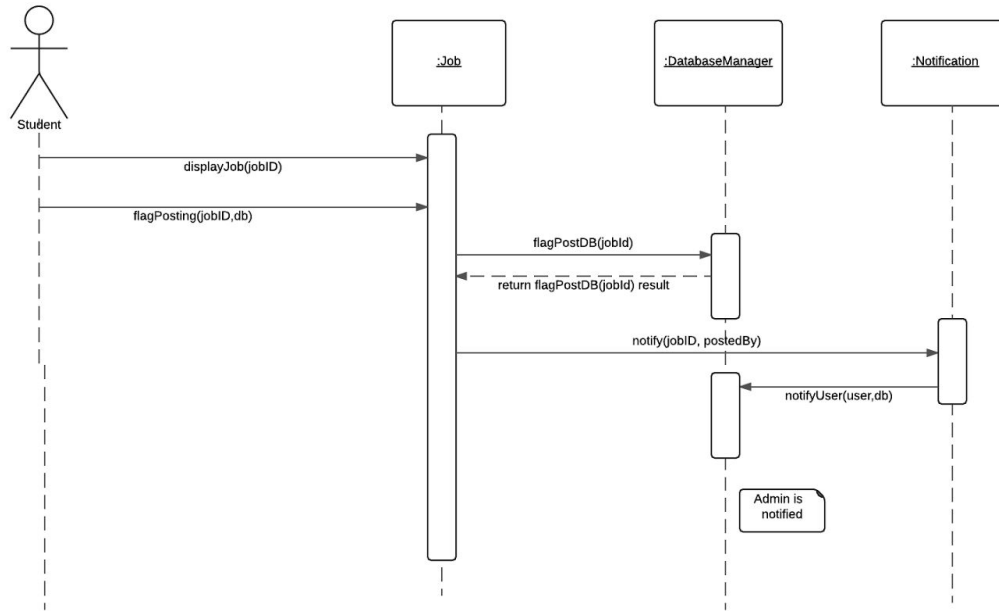 :Job
:DatabaseManager
:Notification
Student
displayJob(jobID)
flagPosting(jobID,db)
flagPostDB(jobId)
return flagPostDB(jobId) result
notify(jobID, postedBy)
notifyUser(user,db)
Admin is
notified